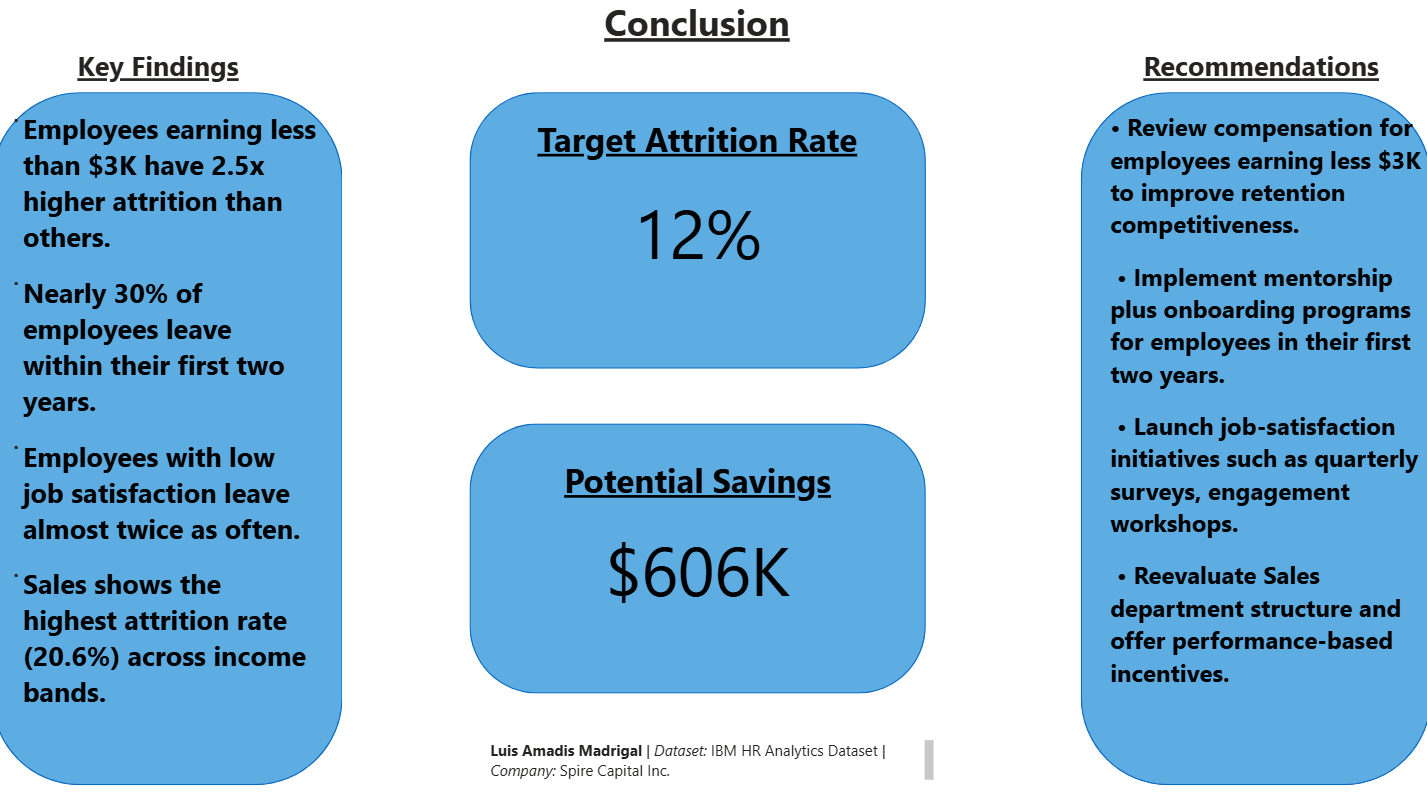 Conclusion
Key Findings
Employees earning less
than $3K have 2.5x
higher attrition than
others.
Nearly 30% of
employees leave
within their first two
years.
Employees with low
job satisfaction leave
almost twice as often.
Sales shows the
highest attrition rate
(20.6%) across income
bands.
Target Attrition Rate
12%
Potential Savings
$606K
Recommendations
• Review compensation for
employees earning less $3K
to improve retention
competitiveness.
• Implement mentorship
plus onboarding programs
for employees in their first
two years.
• Launch job-satisfaction
initiatives such as quarterly
surveys, engagement
workshops.
• Reevaluate Sales
department structure and
offer performance-based
incentives.
Luis Amadis Madrigal | Dataset: IBM HR Analytics Dataset |
Company: Spire Capital Inc.